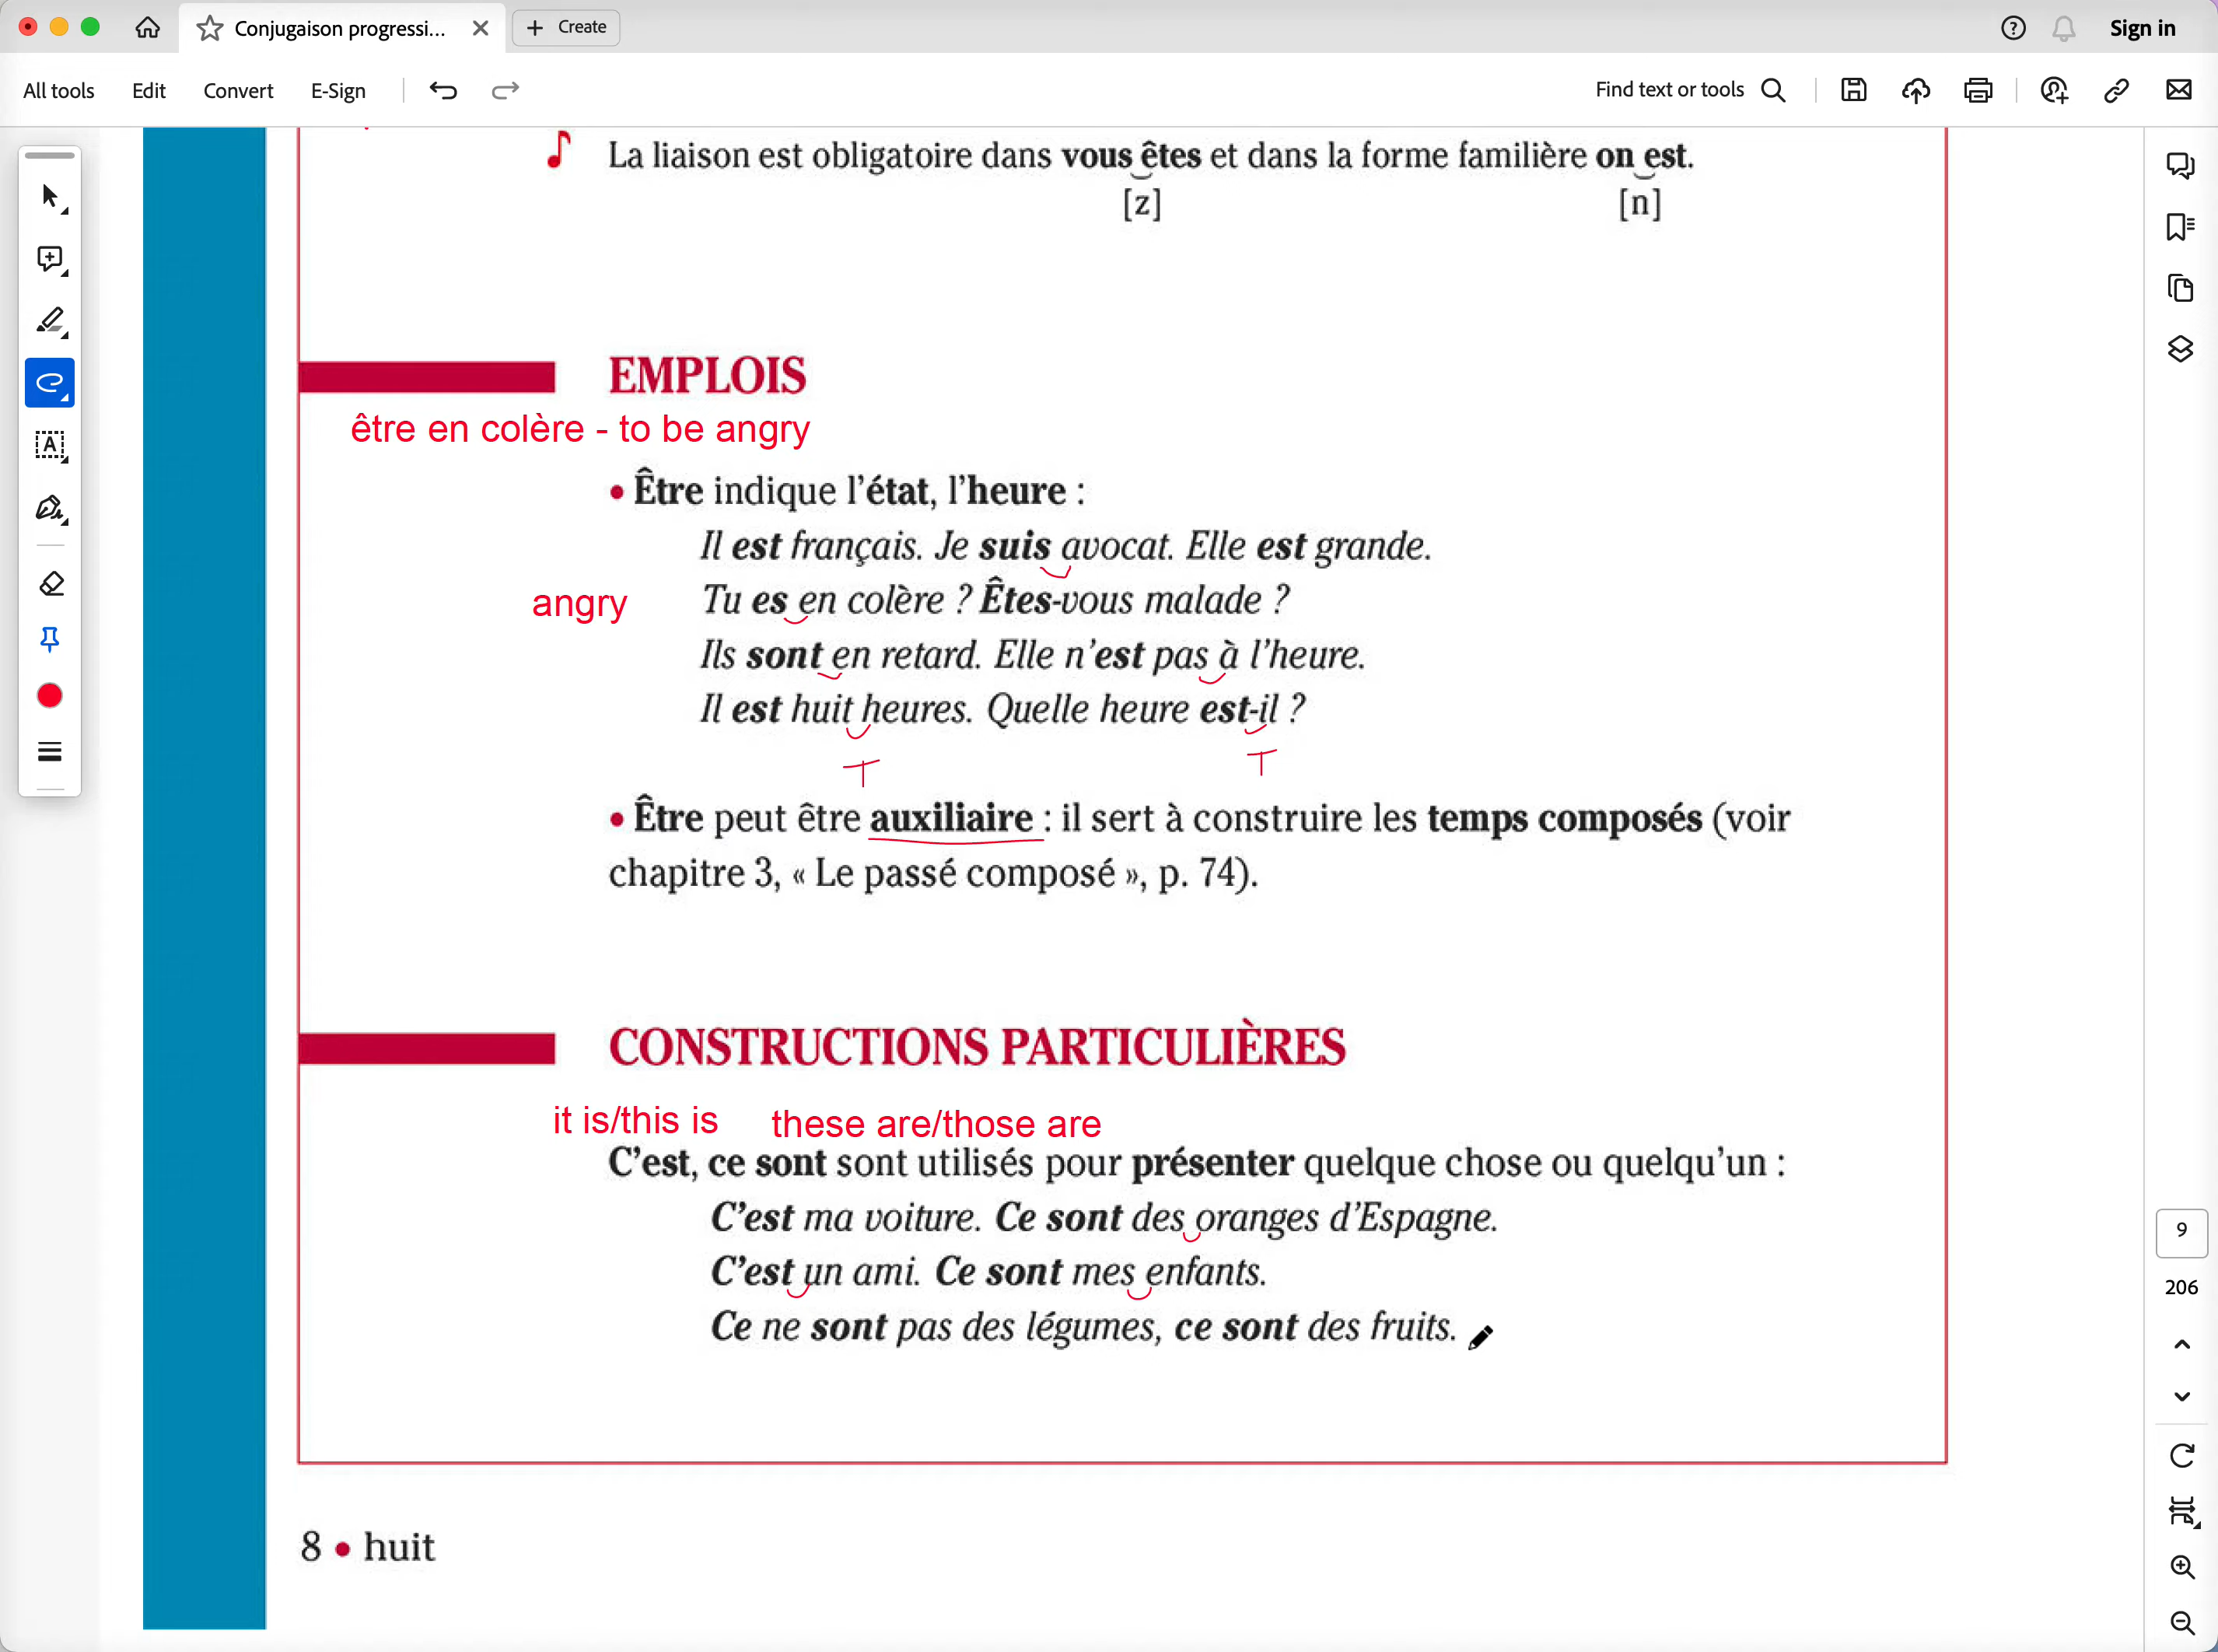 Conjugaison progressi...
Create
Sign in
All tools
Edit
Convert
E-Sign
Find text or tools
La liaison est obligatoire dans vous êtes et dans la forme familière on est.
[z] [n]
EMPLOIS
être en colère - to be angry
• Être indique l'état, l'heure :
Il est français. Je suis avocat. Elle est grande.
angry
Tu es en colère ? Êtes-vous malade ?
Ils sont en retard. Elle n'est pas à l'heure.
Il est huit heures. Quelle heure est-il ?
T T
• Être peut être auxiliaire : il sert à construire les temps composés (voir
chapitre 3, « Le passé composé », p. 74).
CONSTRUCTIONS PARTICULIÈRES
it is/this is these are/those are
C'est, ce sont sont utilisés pour présenter quelque chose ou quelqu'un :
C'est ma voiture. Ce sont des oranges d'Espagne.
C'est un ami. Ce sont mes enfants.
Ce ne sont pas des légumes, ce sont des fruits.
8 • huit
9
206